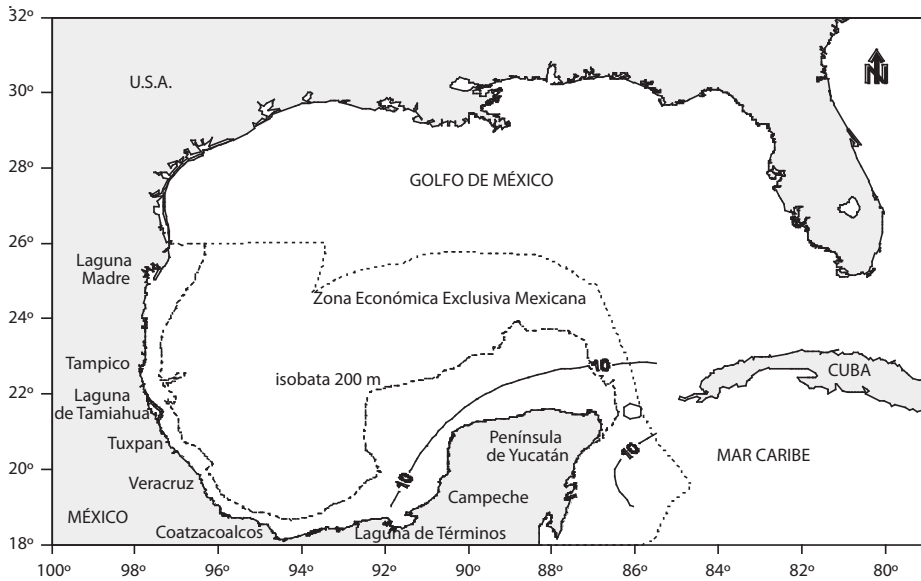 32º
U.S.A.
N
30º
28º
GOLFO DE MÉXICO
26º
Laguna
Madre
Zona Económica Exclusiva Mexicana
24º
Tampico
isobata 200 m
10
CUBA
22º
Laguna
de Tamiahua
Tuxpan
Península
de Yucatán
10
MAR CARIBE
20º
Veracruz
10
Campeche
MÉXICO
Coatzacoalcos
Laguna de Términos
18º
100º 98º 96º 94º 92º 90º 88º 86º 84º 82º 80º